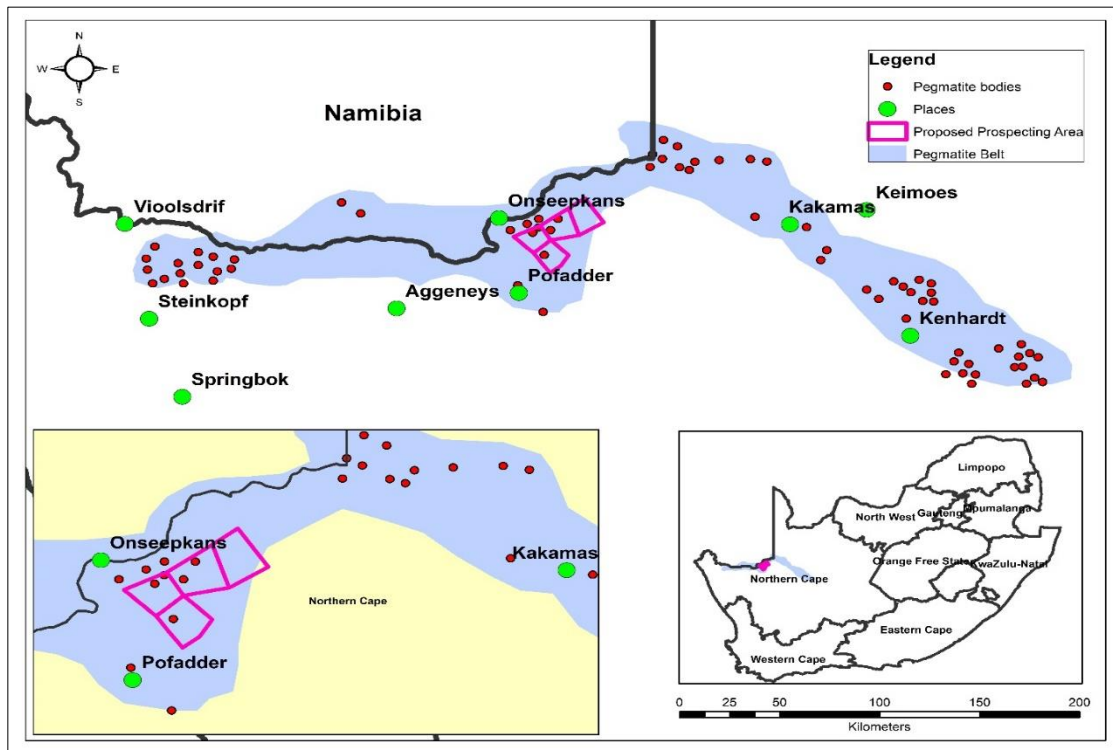 N
W E
S
Namibia
Legend
Pegmatite bodies
Places
Proposed Prospecting Area
Pegmatite Belt
Vioolsdrif
Onseepkans
Keimoes
Kakamas
Steinkopf
Aggeneys
Pofadder
Kenhardt
Springbok
Onseepkans
Kakamas
Northern Cape
Pofadder
Limpopo
North West
Gauteng
Mpumalanga
Orange Free State
KwaZulu-Natal
Northern Cape
Eastern Cape
Western Cape
0 25 50 100 150 200
Kilometers